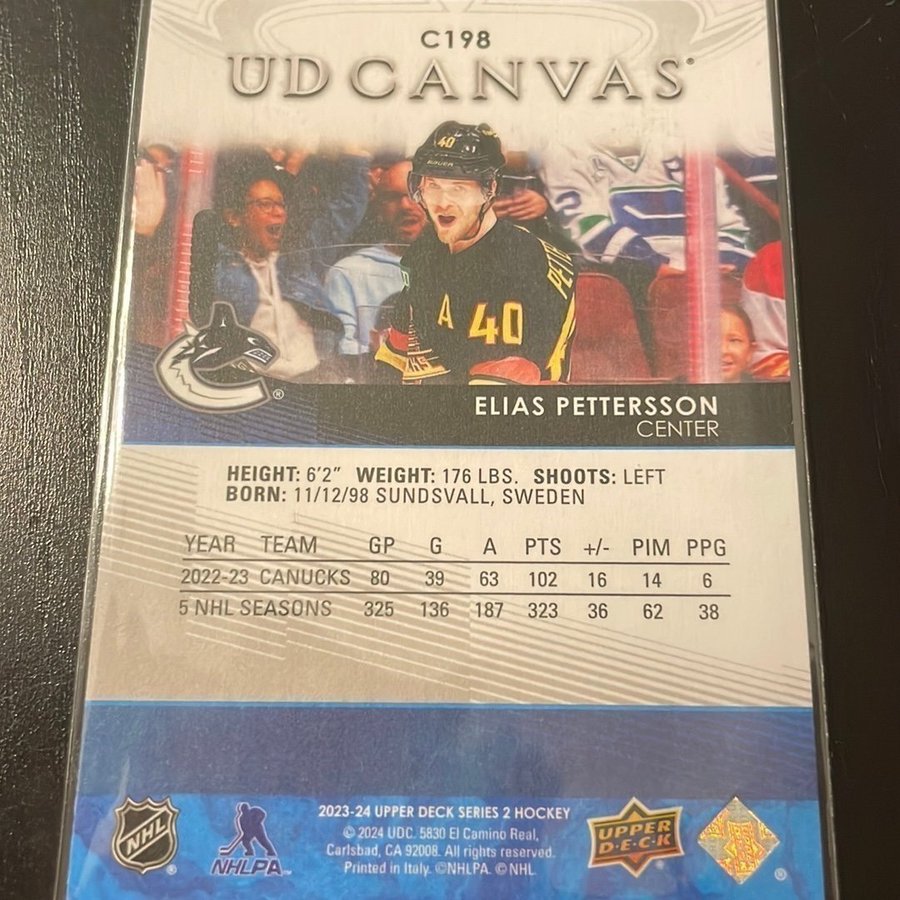 C198
UD CANVAS®
40
BAUER
A 40
PETTE
®
ELIAS PETTERSSON
CENTER
HEIGHT: 6'2" WEIGHT: 176 LBS. SHOOTS: LEFT
BORN: 11/12/98 SUNDSVALL, SWEDEN
YEAR TEAM GP G A PTS +/- PIM PPG
2022-23 CANUCKS 80 39 63 102 16 14 6
5 NHL SEASONS 325 136 187 323 36 62 38
2023-24 UPPER DECK SERIES 2 HOCKEY
© 2024 UDC. 5830 El Camino Real,
Carlsbad, CA 92008. All rights reserved.
Printed in Italy. ©NHLPA. © NHL.
NHL
NHLPA™
UPPER
D·E·C·K
®